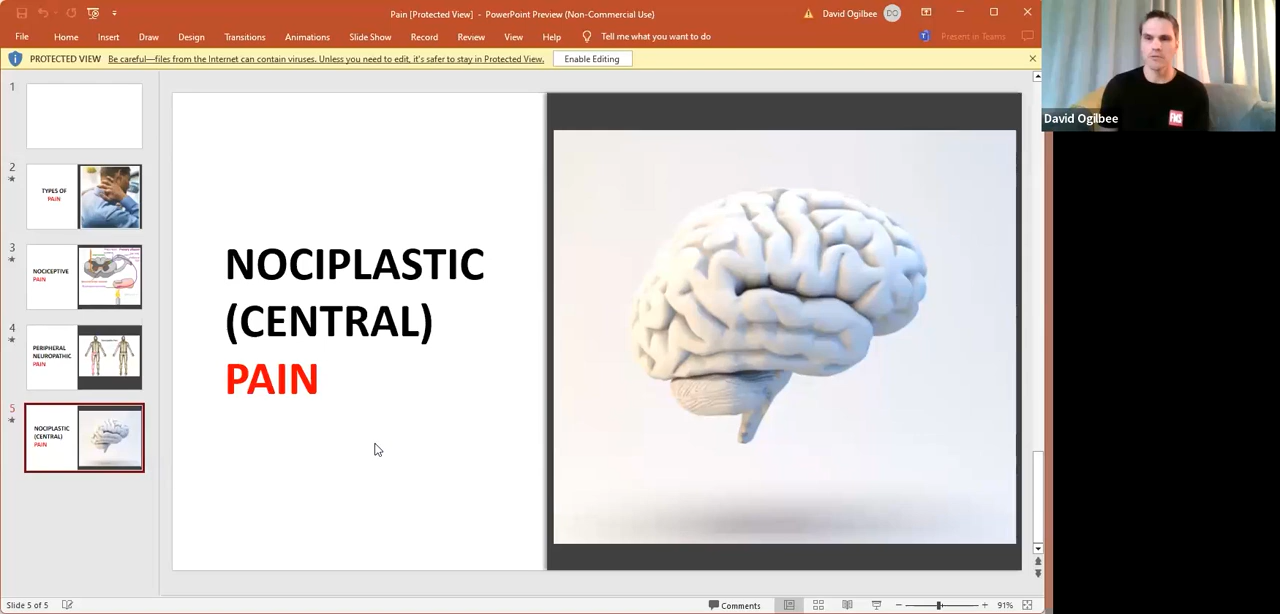 Pain [Protected View] - PowerPoint Preview (Non-Commercial Use)
David Ogilbee
DO
File Home Insert Draw Design Transitions Animations Slide Show Record Review View Help Tell me what you want to do
Present in Teams
PROTECTED VIEW Be careful—files from the Internet can contain viruses. Unless you need to edit, it's safer to stay in Protected View. Enable Editing
1
2
TYPES OF
PAIN
3
NOCICEPTIVE
PAIN
4
PERIPHERAL
NEUROPATHIC
PAIN
5
NOCIPLASTIC
(CENTRAL)
PAIN
NOCIPLASTIC
(CENTRAL)
PAIN
David Ogilbee
FMS
Slide 5 of 5
Comments
91%